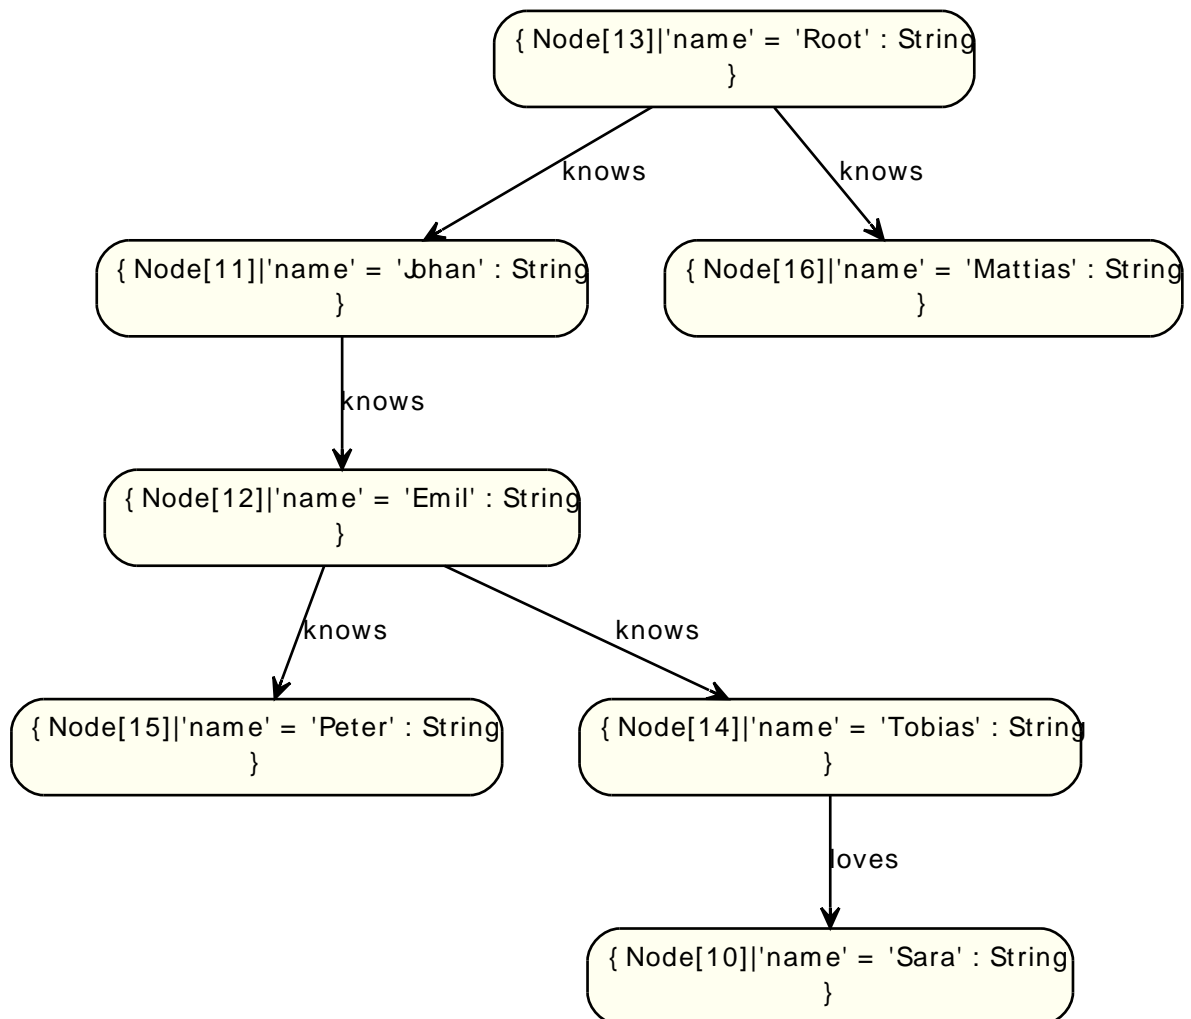 { Node[13]|'name' = 'Root' : String
}
knows
knows
{ Node[11]|'name' = 'Johan' : String
}
{ Node[16]|'name' = 'Mattias' : String
}
knows
{ Node[12]|'name' = 'Emil' : String
}
knows
knows
{ Node[15]|'name' = 'Peter' : String
}
{ Node[14]|'name' = 'Tobias' : String
}
loves
{ Node[10]|'name' = 'Sara' : String
}